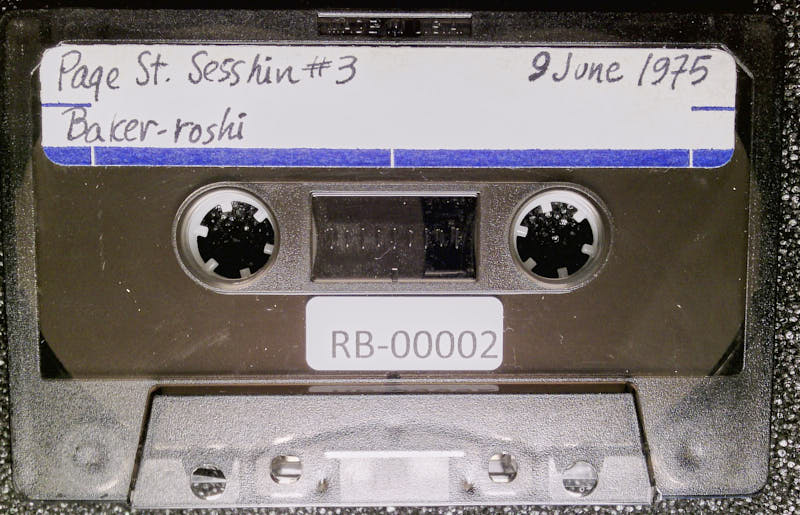 Page St. Sesshin #3
9 June 1975
Baker-roshi
RB-00002